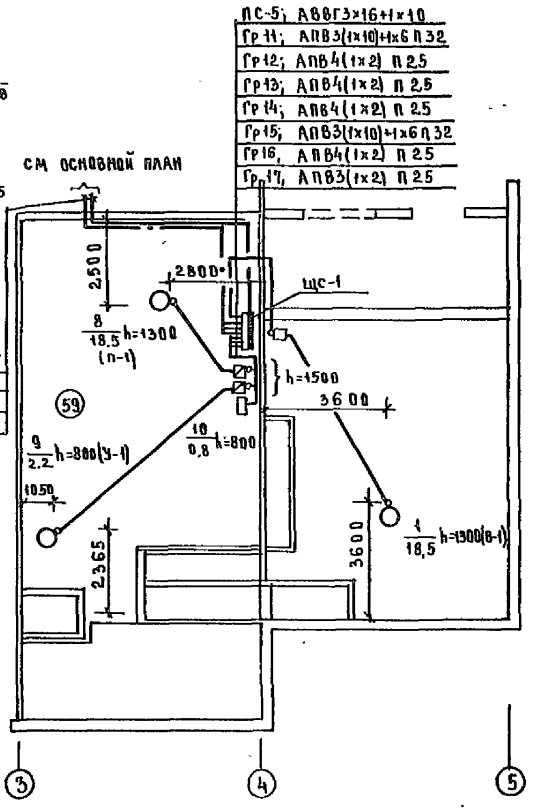 ПС-5; АВВГ3×16+1×10
Гр11; АПВ3(1×10)+1×6 П32
Гр12; АПВ4(1×2) П25
Гр13; АПВ4(1×2) П25
Гр14; АПВ4(1×2) П25
Гр15; АПВ3(1×10)+1×6 П32
Гр16, АПВ4(1×2) П25
Гр.17, АПВ3(1×2) П25
СМ ОСНОВНОЙ ПЛАН
2500
2800
ЩС-1
8
18.5 h=1300
(П-1)
h=1500
3600
59
10
0,8 h=800
9
2.2 h=800(У-1)
1050
2365
3600
1
18,5 h=1300(В-1)
3
4
5